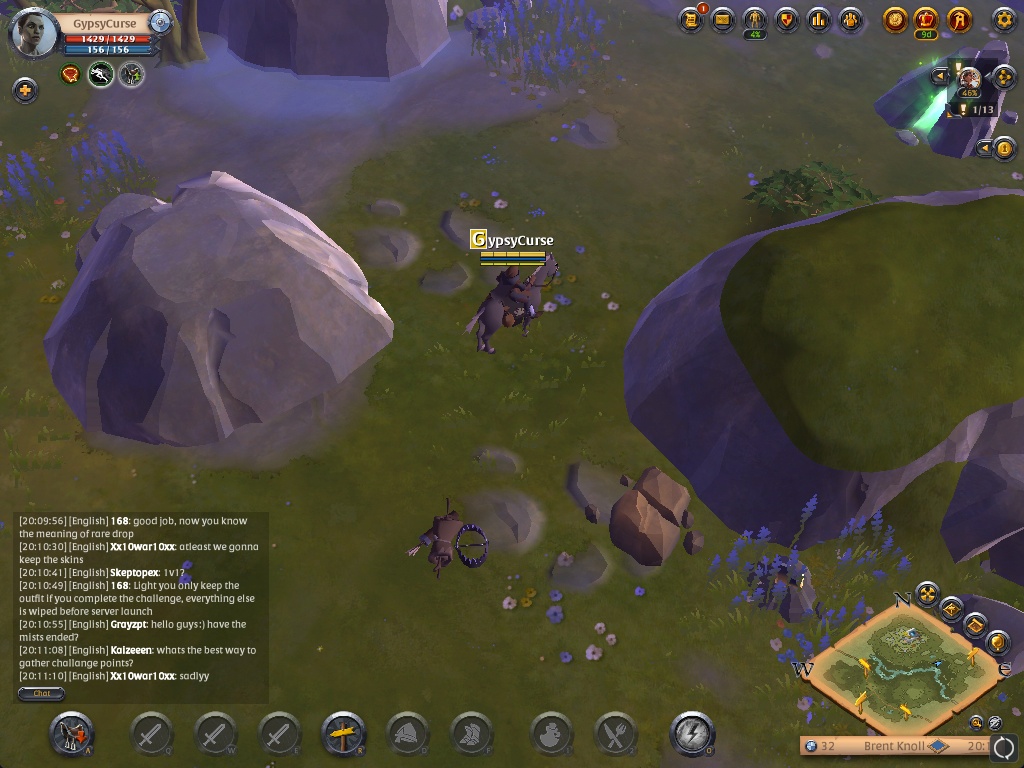 GypsyCurse
1429 / 1429
156 / 156
1
4%
9d
46%
1/13
GypsyCurse
[20:09:56] [English] 168: good job, now you know
the meaning of rare drop
[20:10:30] [English] Xx10war10xx: atleast we gonna
keep the skins
[20:10:41] [English] Skeptopex: 1v1?
[20:10:49] [English] 168: Light you only keep the
outfit if you complete the challenge, everything else
is wiped before server launch
[20:10:55] [English] Grayzpt: hello guys:) have the
mists ended?
[20:11:08] [English] Kaizeeen: whats the best way to
gather challange points?
[20:11:10] [English] Xx10war10xx: sadlyy
Chat
N
W
E
A
Q
W
E
R
D
F
O
32
Brent Knoll
20: